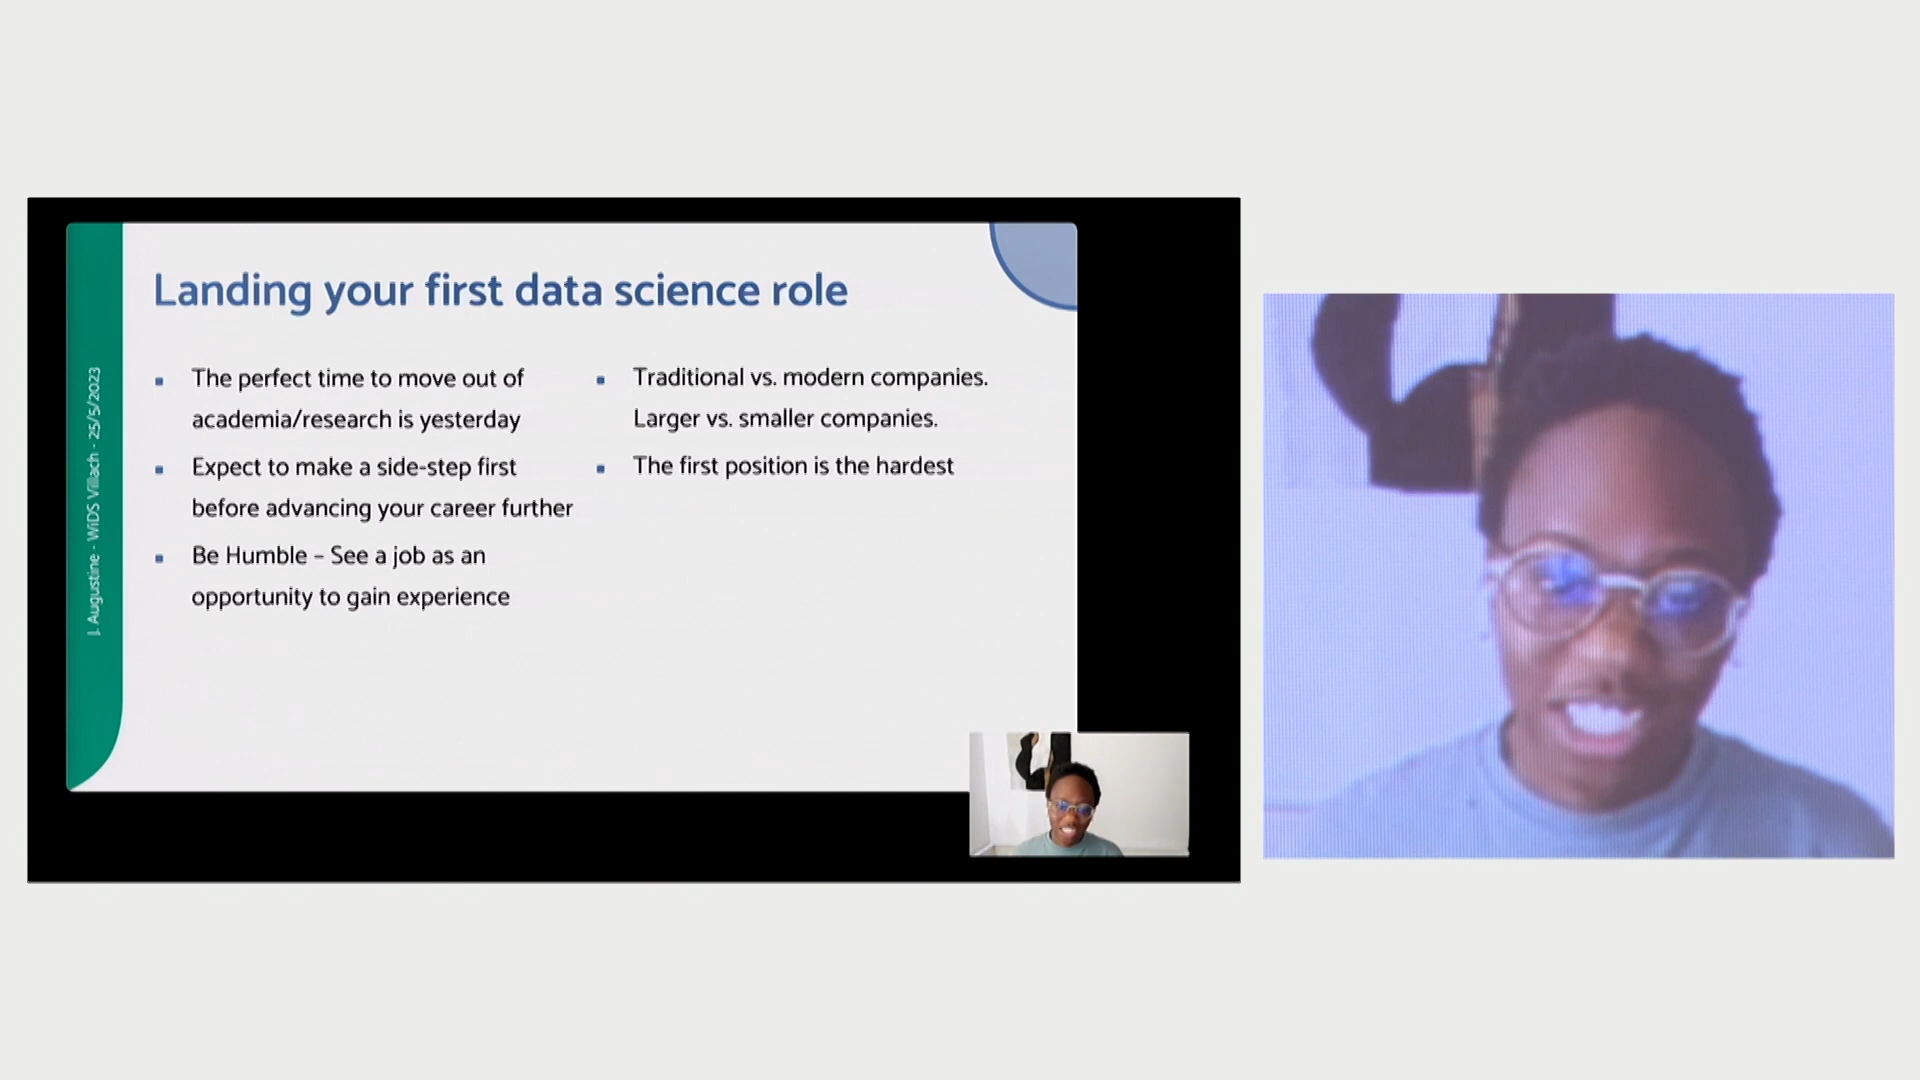 Landing your first data science role
The perfect time to move out of
academia/research is yesterday
Expect to make a side-step first
before advancing your career further
Be Humble – See a job as an
opportunity to gain experience
Traditional vs. modern companies.
Larger vs. smaller companies.
The first position is the hardest
J. Augustine - WiDS Villach - 25/5/2023